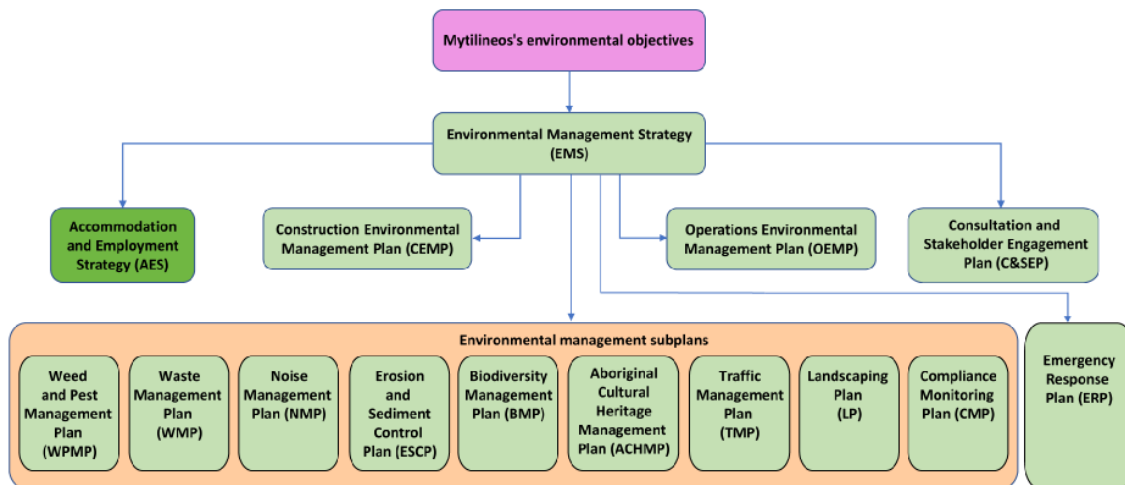 Mytilineos's environmental objectives
Environmental Management Strategy
(EMS)
Accommodation
and Employment
Strategy (AES)
Construction Environmental
Management Plan (CEMP)
Operations Environmental
Management Plan (OEMP)
Consultation and
Stakeholder Engagement
Plan (C&SEP)
Environmental management subplans
Weed
and Pest
Management
Plan
(WPMP)
Waste
Management
Plan
(WMP)
Noise
Management
Plan (NMP)
Erosion
and
Sediment
Control
Plan (ESCP)
Biodiversity
Management
Plan (BMP)
Aboriginal
Cultural
Heritage
Management
Plan (ACHMP)
Traffic
Management
Plan
(TMP)
Landscaping
Plan
(LP)
Compliance
Monitoring
Plan (CMP)
Emergency
Response
Plan (ERP)